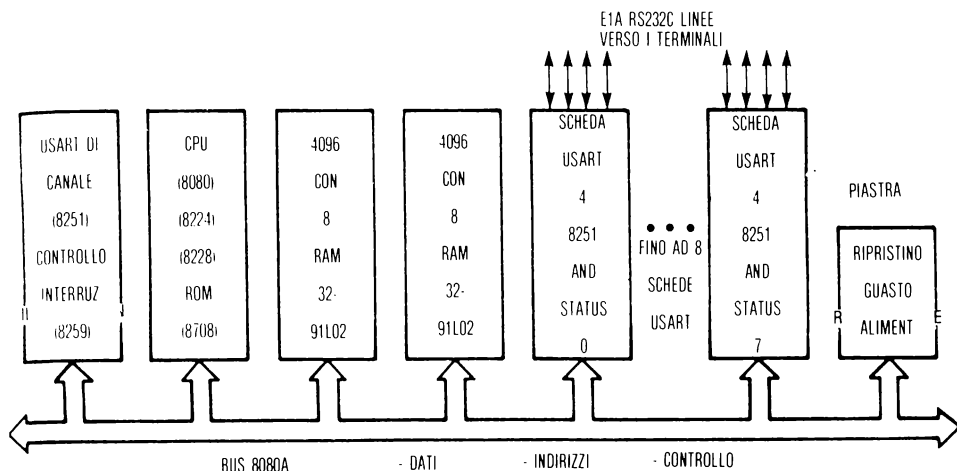 E1A RS232C LINEE
VERSO I TERMINALI
USART DI
CANALE
(8251)
CONTROLLO
INTERRUZ
(8259)
CPU
(8080)
(8224)
(8228)
ROM
(8708)
4096
CON
8
RAM
32-
91L02
4096
CON
8
RAM
32-
91L02
SCHEDA
USART
4
8251
AND
STATUS
0
FINO AD 8
SCHEDE
USART
SCHEDA
USART
4
8251
AND
STATUS
7
PIASTRA
RIPRISTINO
GUASTO
ALIMENT
R E
BUS 8080A - DATI - INDIRIZZI - CONTROLLO